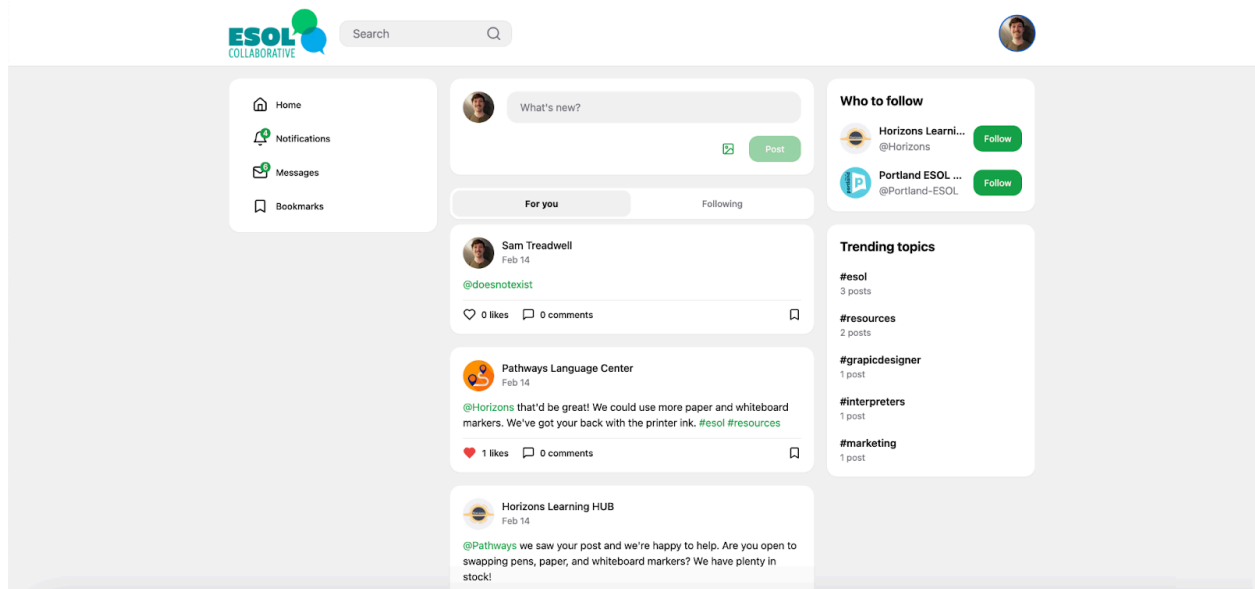 ESOL
COLLABORATIVE
Search
Home
4
Notifications
6
Messages
Bookmarks
What's new?
Post
For you
Following
Sam Treadwell
Feb 14
@doesnotexist
0 likes
0 comments
Pathways Language Center
Feb 14
@Horizons that'd be great! We could use more paper and whiteboard
markers. We've got your back with the printer ink. #esol #resources
1 likes
0 comments
Horizons Learning HUB
Feb 14
@Pathways we saw your post and we're happy to help. Are you open to
swapping pens, paper, and whiteboard markers? We have plenty in
stock!
Who to follow
Horizons Learni...
@Horizons
Follow
Portland ESOL ...
@Portland-ESOL
Follow
Trending topics
#esol
3 posts
#resources
2 posts
#grapicdesigner
1 post
#interpreters
1 post
#marketing
1 post